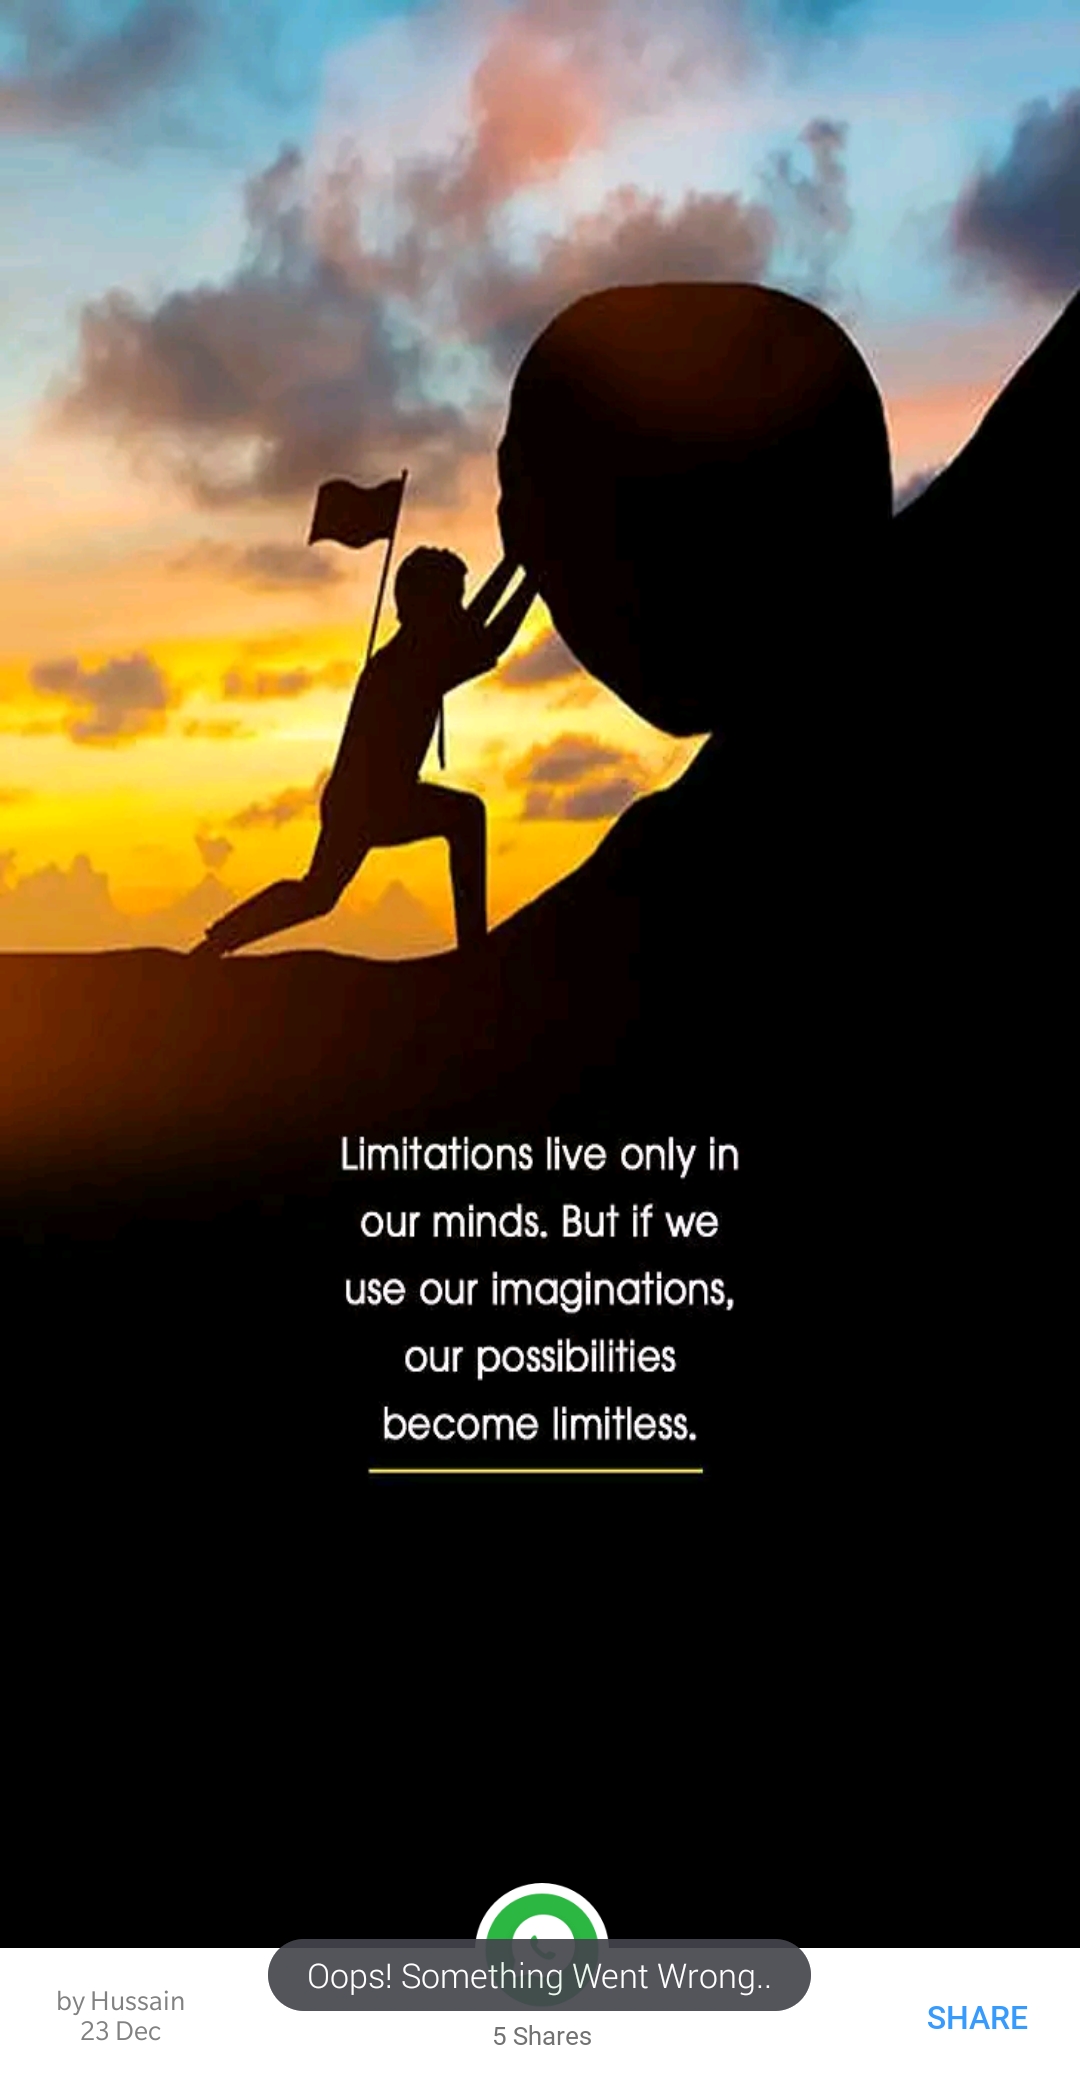 Limitations live only in
our minds. But if we
use our imaginations,
our possibilities
become limitless.
Oops! Something Went Wrong..
by Hussain
23 Dec
5 Shares
SHARE